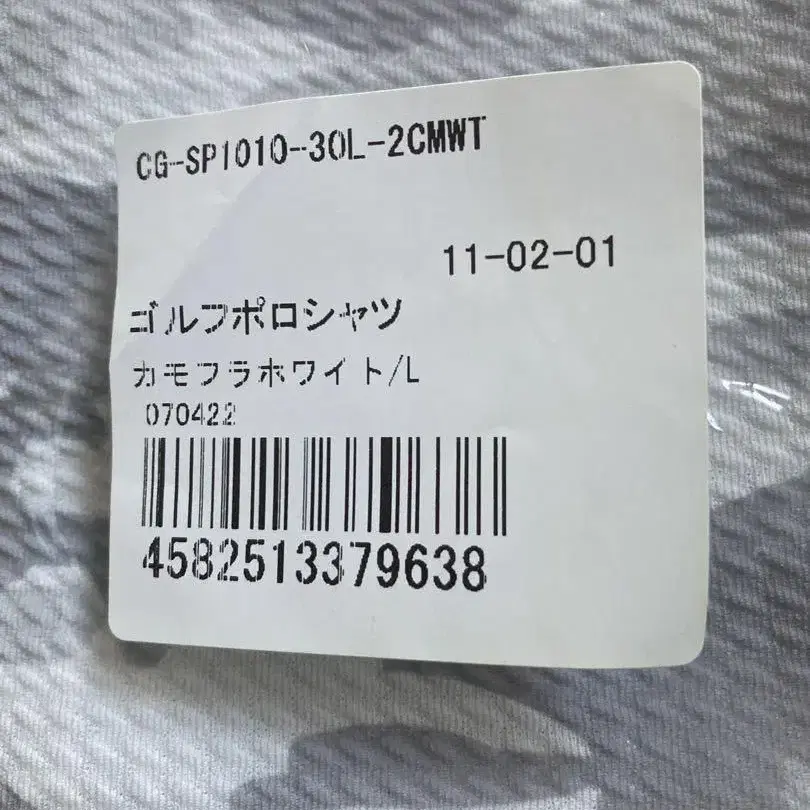 CG-SP1010-30L-2CMWT
11-02-01
ゴルフポロシャツ
カモフラホワイト/L
070422
4582513379638